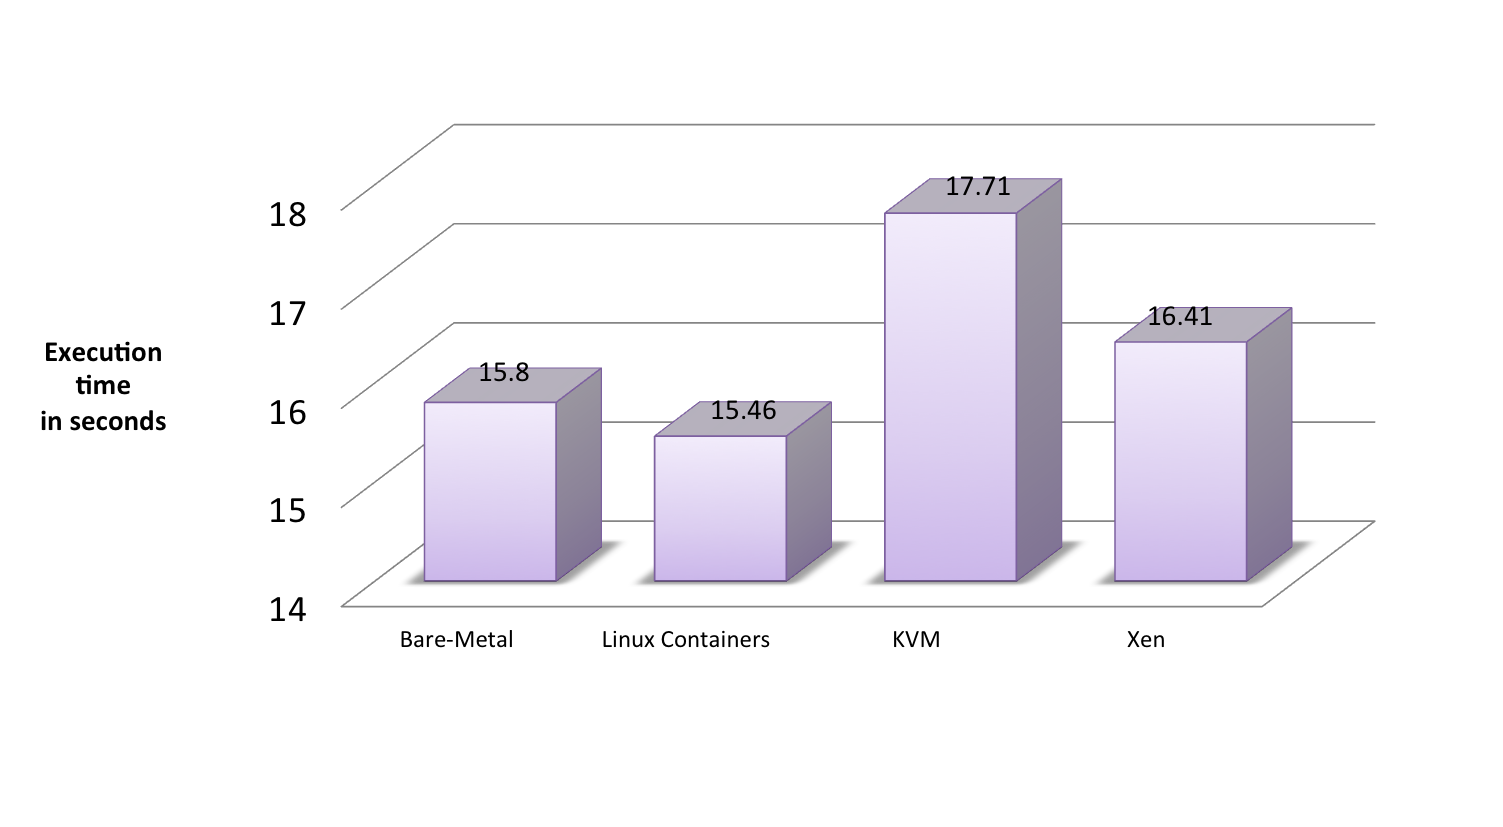 18
17
16
15
14
Execution
time
in seconds
15.8
15.46
17.71
16.41
Bare-Metal
Linux Containers
KVM
Xen